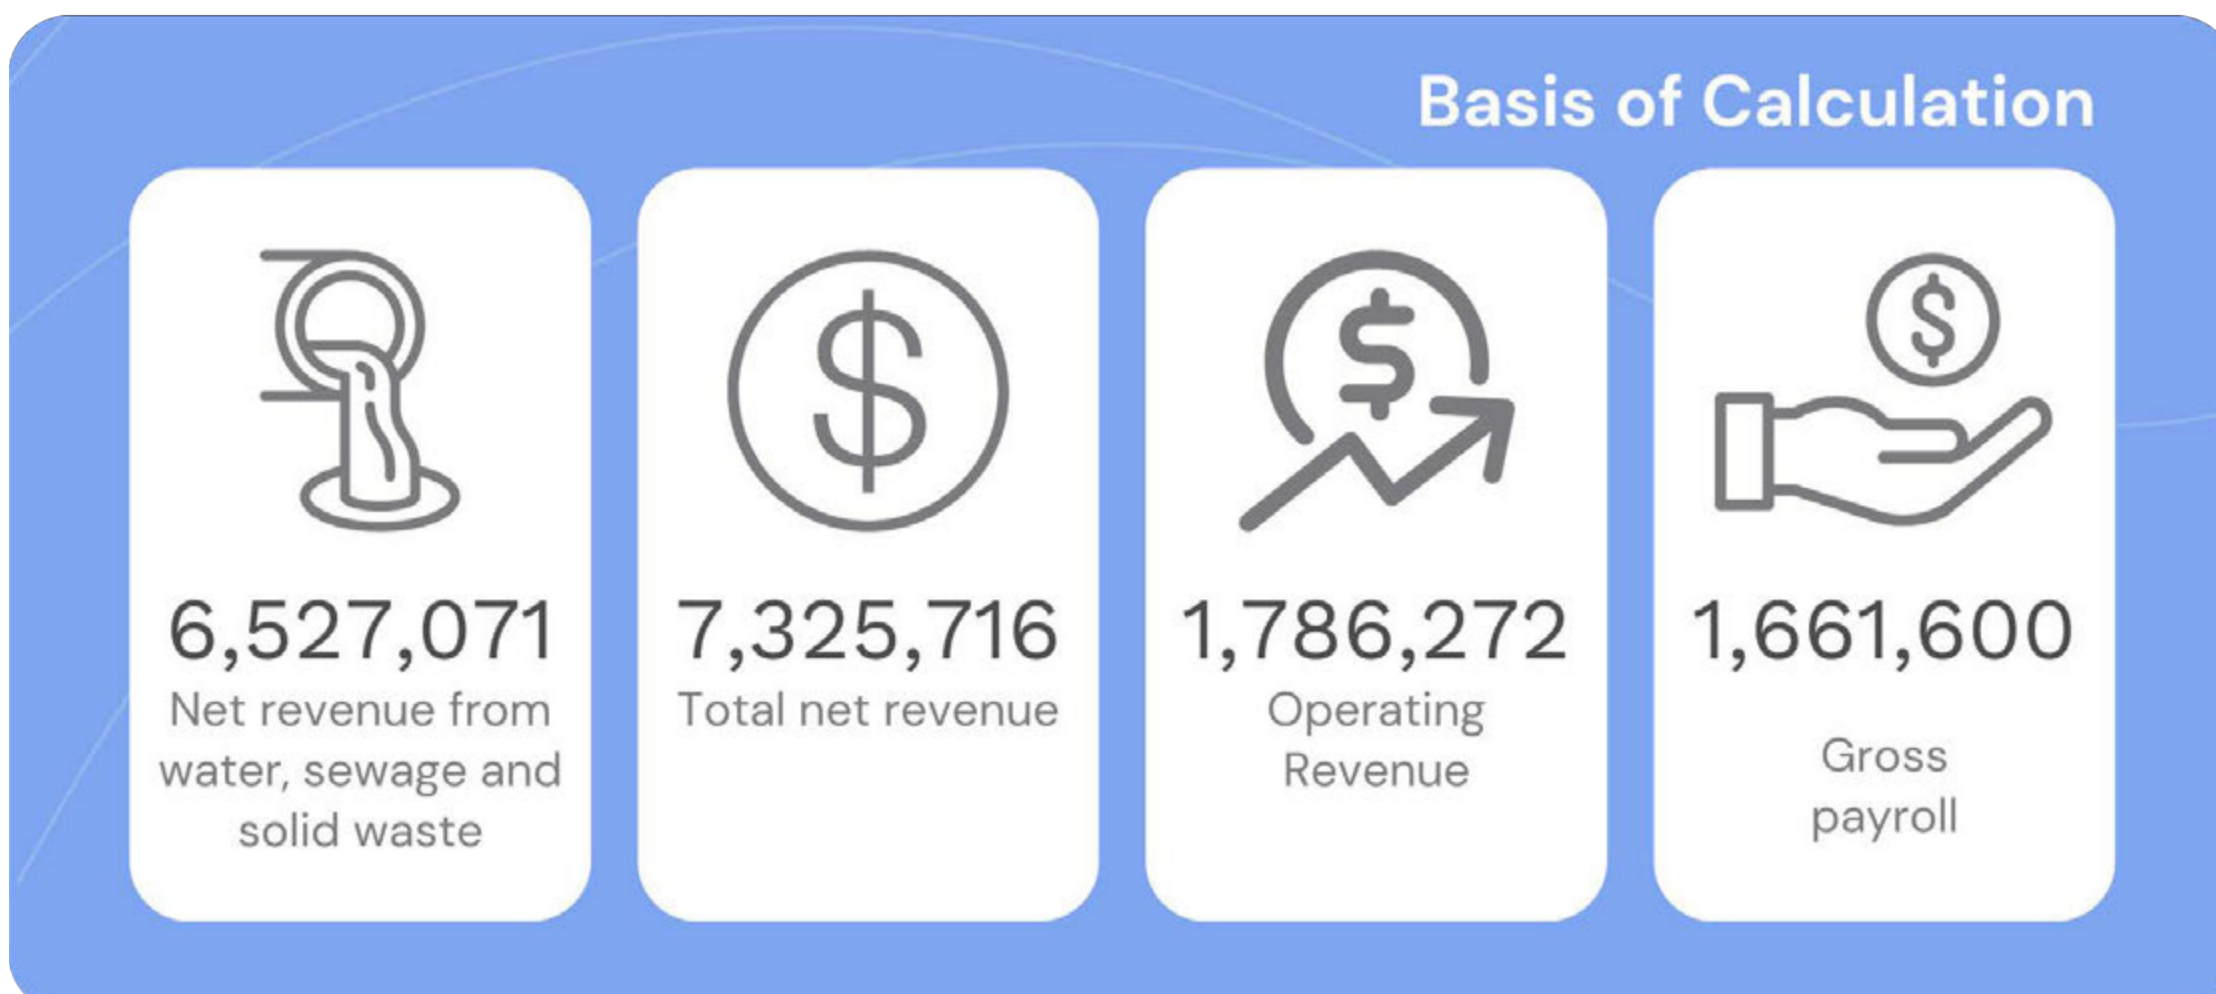 Basis of Calculation
6,527,071
Net revenue from
water, sewage and
solid waste
7,325,716
Total net revenue
1,786,272
Operating
Revenue
1,661,600
Gross
payroll